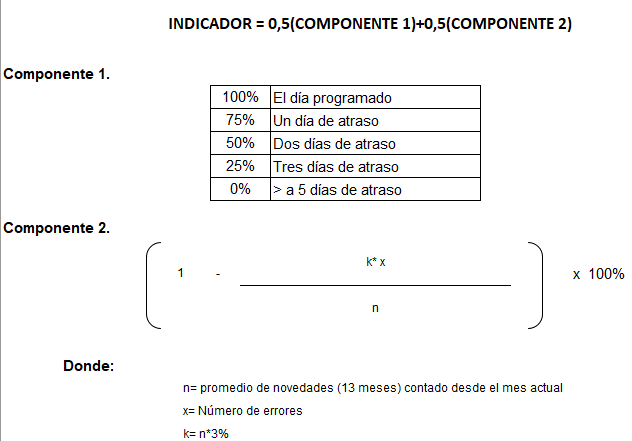 INDICADOR = 0,5(COMPONENTE 1)+0,5(COMPONENTE 2)
Componente 1.
100% El día programado
75% Un día de atraso
50% Dos días de atraso
25% Tres días de atraso
0% > a 5 días de atraso
Componente 2.
k* x
1 - x 100%
n
Donde:
n= promedio de novedades (13 meses) contado desde el mes actual
x= Número de errores
k= n*3%